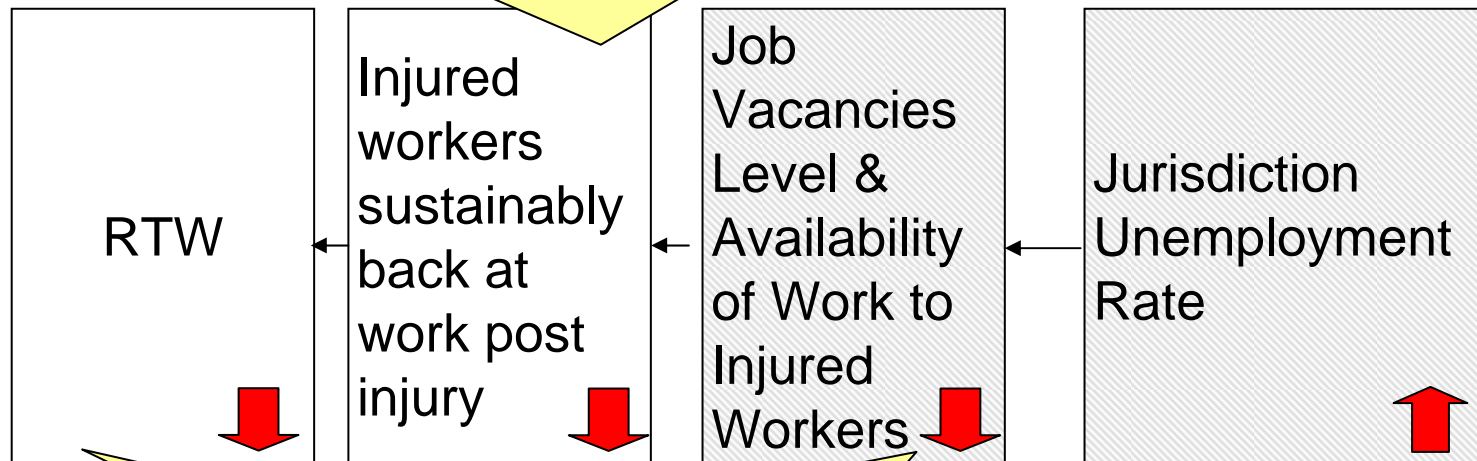 RTW
Injured
workers
sustainably
back at
work post
injury
Job
Vacancies
Level &
Availability
of Work to
Injured
Workers
Jurisdiction
Unemployment
Rate